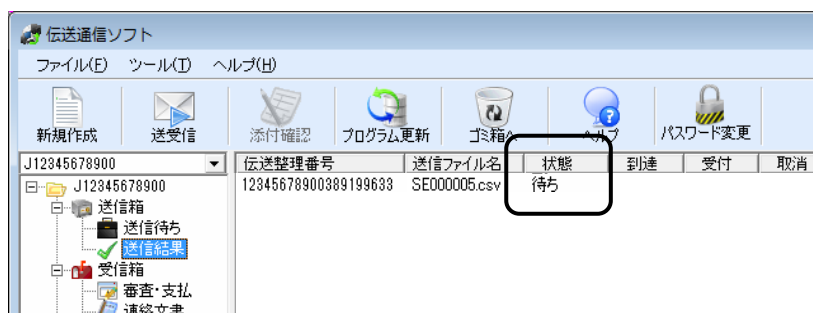 伝送通信ソフト
ファイル(F) ツール(T) ヘルプ(H)
新規作成 送受信 添付確認 プログラム更新 ゴミ箱へ ヘルプ パスワード変更
J12345678900 伝送整理番号 送信ファイル名 状態 到達 受付 取消
J12345678900 12345678900389199633 SE000005.csv 待ち
送信箱
送信待ち
送信結果
受信箱
審査・支払
連絡文書